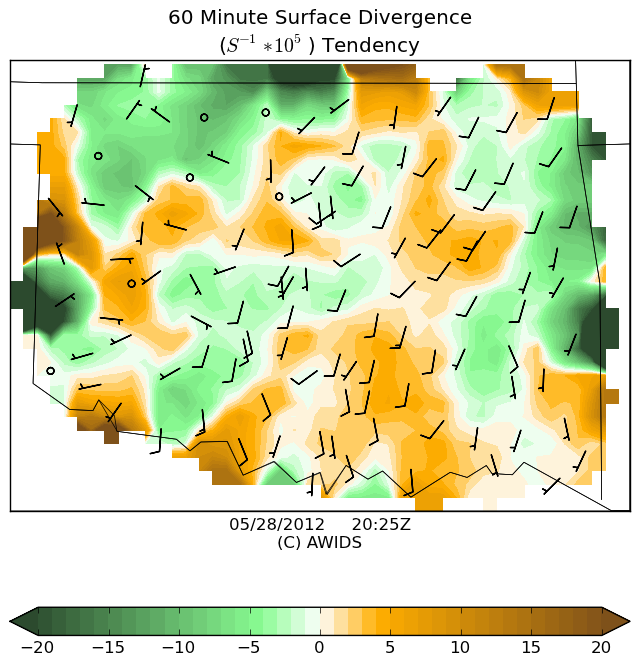 60 Minute Surface Divergence
(S⁻¹ *10⁵ ) Tendency
05/28/2012 20:25Z
(C) AWIDS
−20 −15 −10 −5 0 5 10 15 20